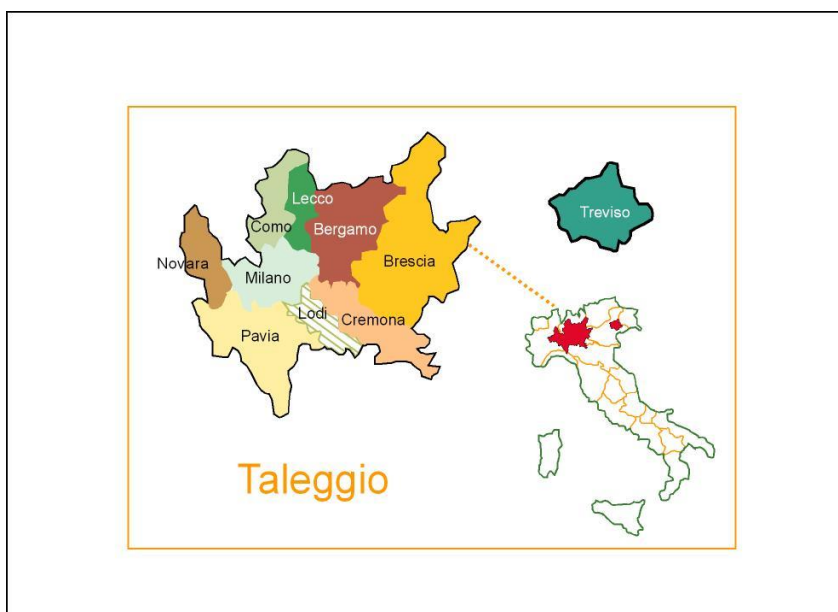 Lecco
Como
Bergamo
Treviso
Novara
Milano
Brescia
Lodi
Cremona
Pavia
Taleggio